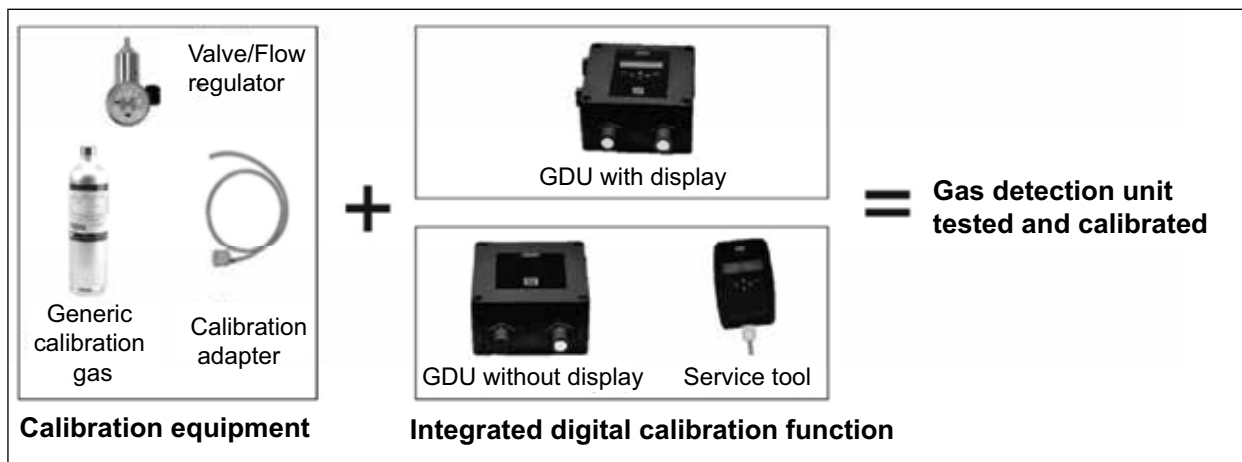 Valve/Flow
regulator
Generic
calibration
gas
Calibration
adapter
Calibration equipment
+
GDU with display
GDU without display
Service tool
Integrated digital calibration function
=
Gas detection unit
tested and calibrated